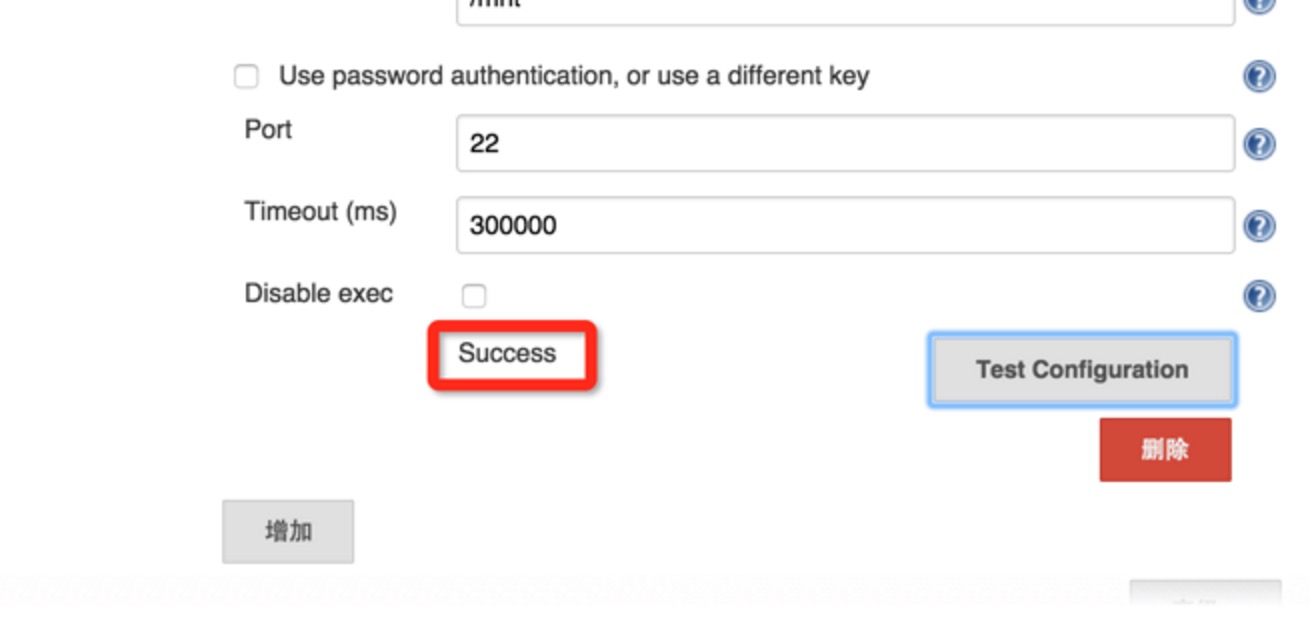 /mnt
Use password authentication, or use a different key
Port
22
Timeout (ms)
300000
Disable exec
Success
Test Configuration
删除
增加